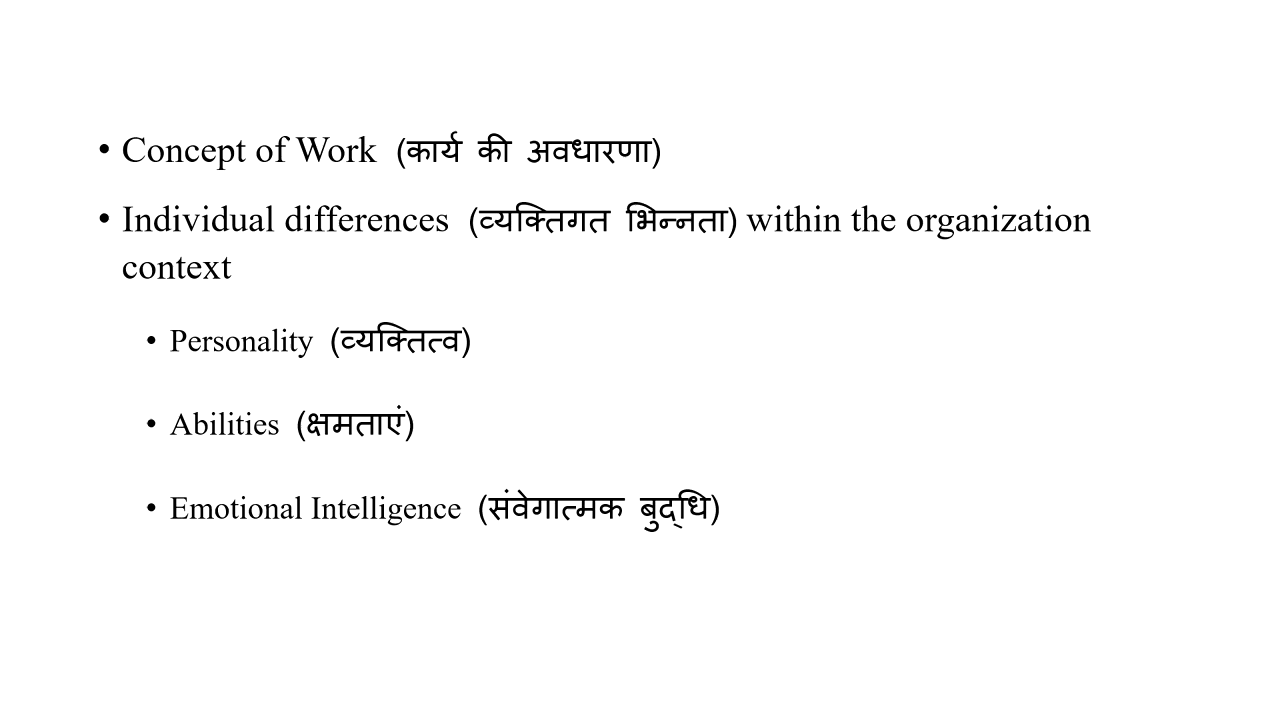 • Concept of Work (कार्य की अवधारणा)
• Individual differences (व्यक्तिगत भिन्नता) within the organization
context
• Personality (व्यक्तित्व)
• Abilities (क्षमताएं)
• Emotional Intelligence (संवेगात्मक बुद्धि)